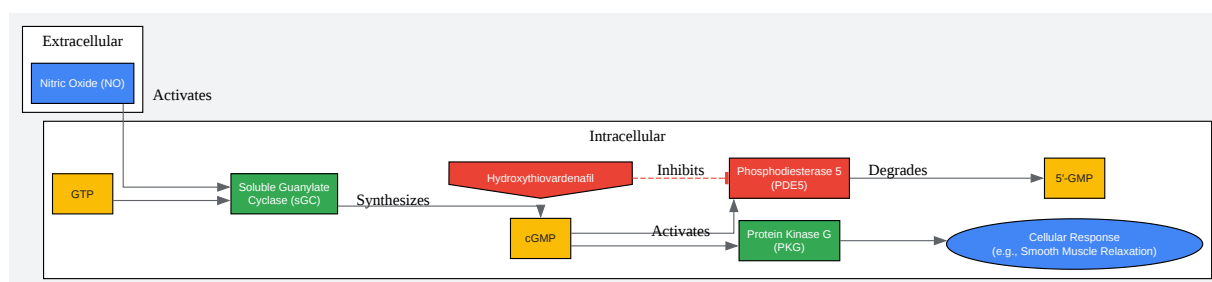 Extracellular
Nitric Oxide (NO)
Activates
Intracellular
GTP
Soluble Guanylate
Cyclase (sGC)
Synthesizes
Hydroxythiovardenafil
Inhibits
Phosphodiesterase 5
(PDE5)
Degrades
5'-GMP
cGMP
Activates
Protein Kinase G
(PKG)
Cellular Response
(e.g., Smooth Muscle Relaxation)